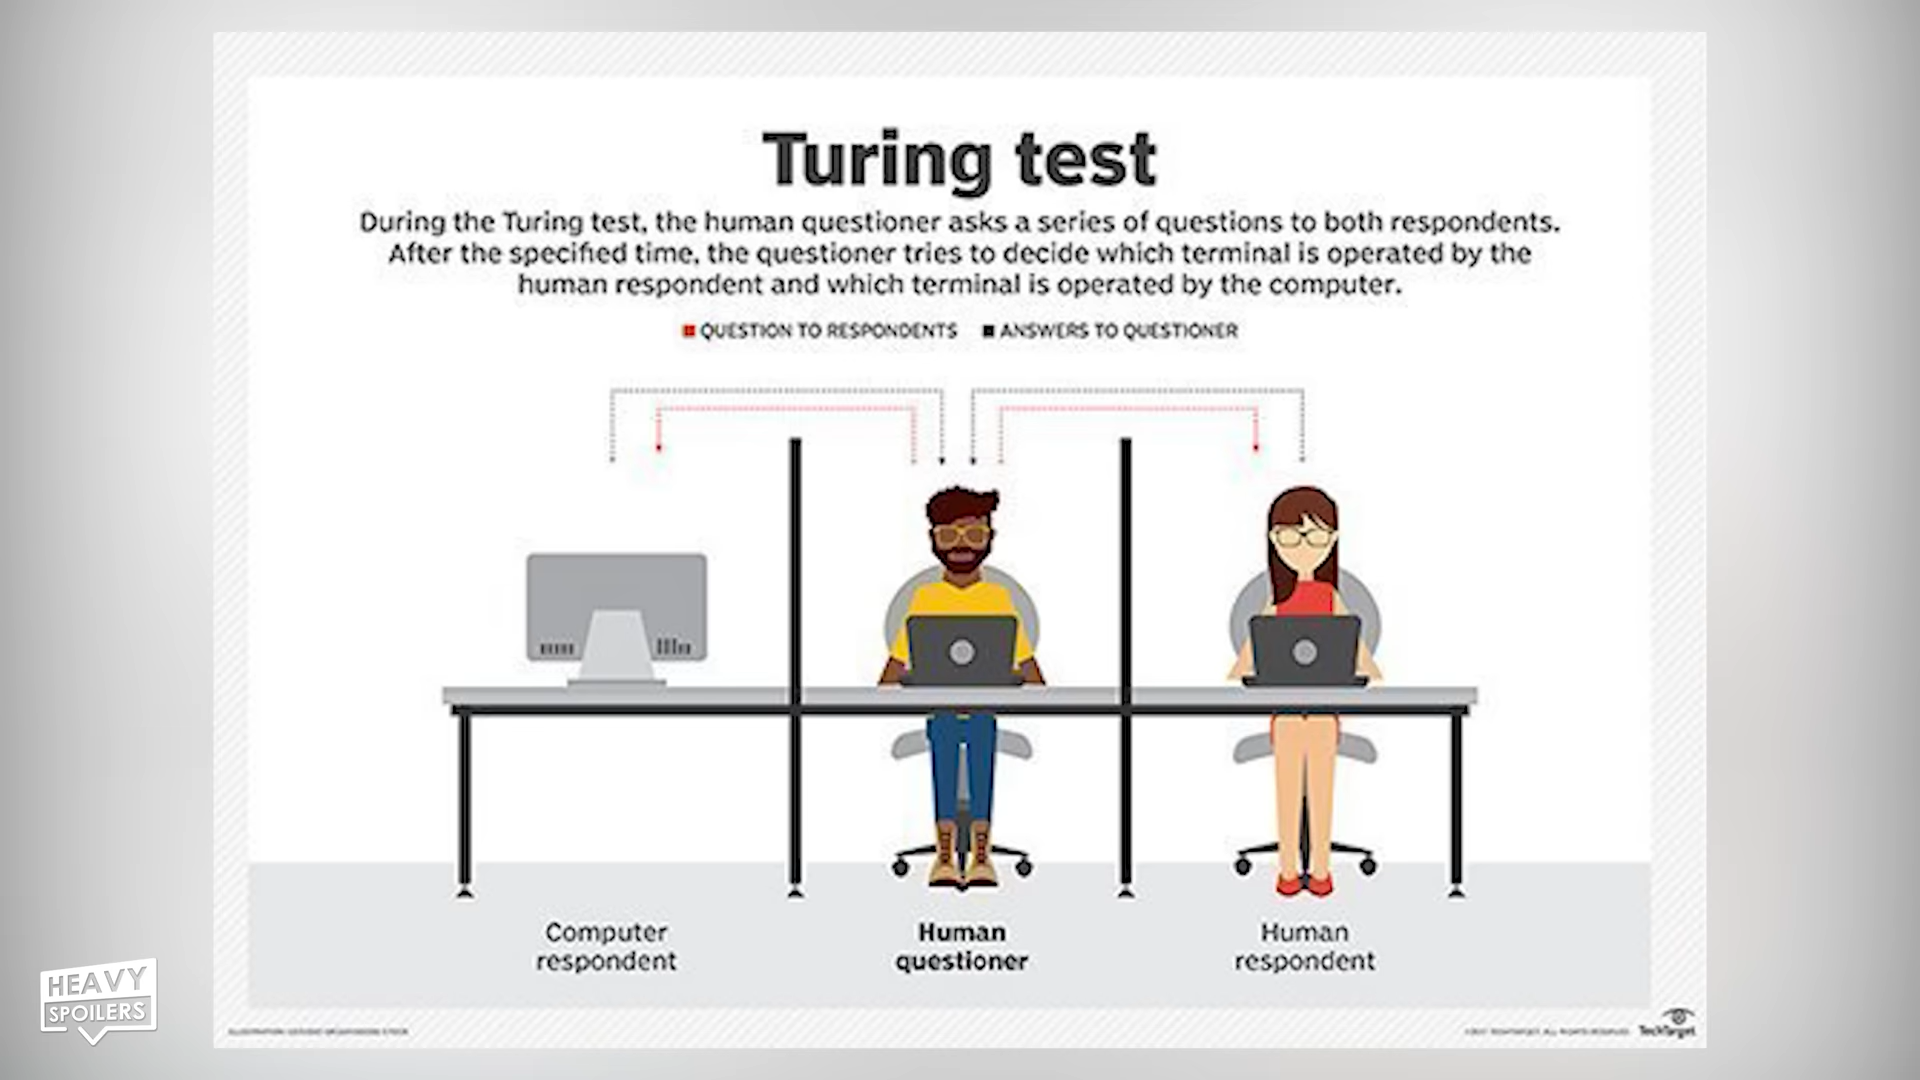 Turing test
During the Turing test, the human questioner asks a series of questions to both respondents.
After the specified time, the questioner tries to decide which terminal is operated by the
human respondent and which terminal is operated by the computer.
QUESTION TO RESPONDENTS ANSWERS TO QUESTIONER
Computer
respondent
Human
questioner
Human
respondent
HEAVY
SPOILERS
TechTarget